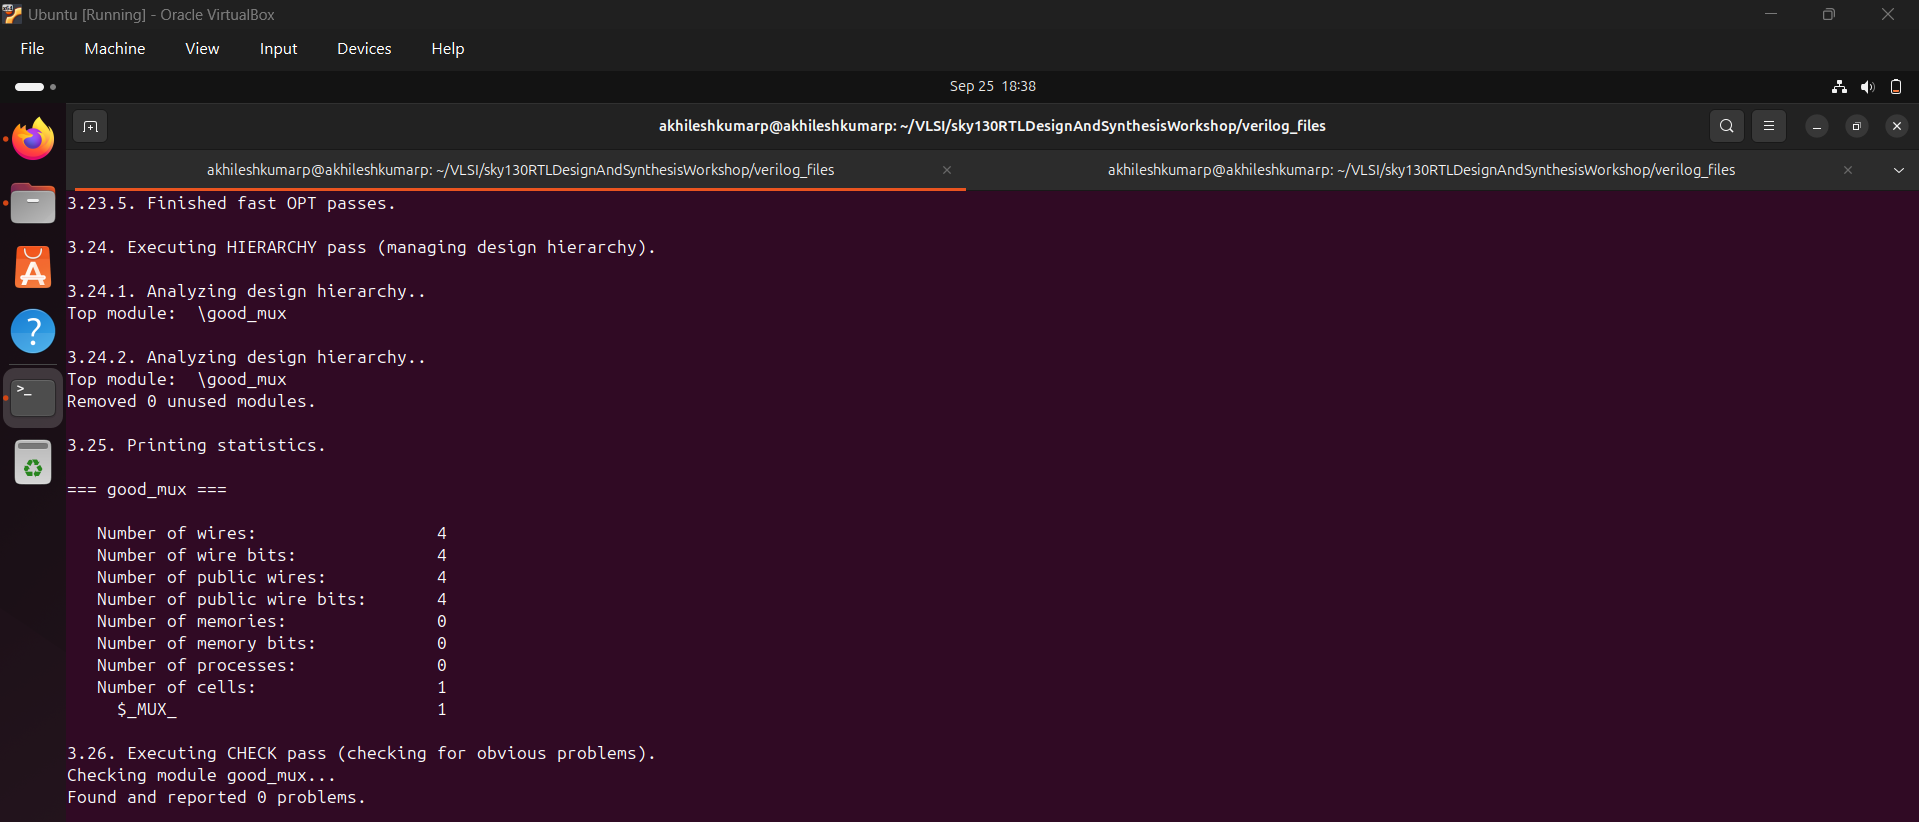 Ubuntu [Running] - Oracle VirtualBox
File Machine View Input Devices Help
Sep 25 18:38
akhileshkumarp@akhileshkumarp: ~/VLSI/sky130RTLDesignAndSynthesisWorkshop/verilog_files
akhileshkumarp@akhileshkumarp: ~/VLSI/sky130RTLDesignAndSynthesisWorkshop/verilog_files
akhileshkumarp@akhileshkumarp: ~/VLSI/sky130RTLDesignAndSynthesisWorkshop/verilog_files
3.23.5. Finished fast OPT passes.
3.24. Executing HIERARCHY pass (managing design hierarchy).
3.24.1. Analyzing design hierarchy..
Top module:  \good_mux
3.24.2. Analyzing design hierarchy..
Top module:  \good_mux
Removed 0 unused modules.
3.25. Printing statistics.
=== good_mux ===
Number of wires: 4
Number of wire bits: 4
Number of public wires: 4
Number of public wire bits: 4
Number of memories: 0
Number of memory bits: 0
Number of processes: 0
Number of cells: 1
$_MUX_ 1
3.26. Executing CHECK pass (checking for obvious problems).
Checking module good_mux...
Found and reported 0 problems.